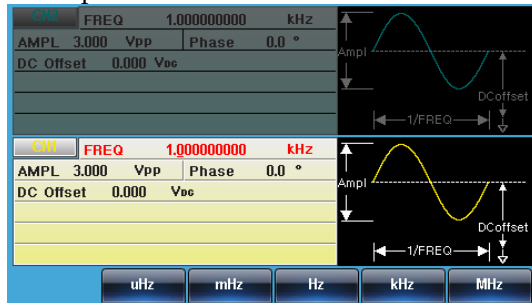 CH2 FREQ 1.000000000 kHz
AMPL 3.000 Vpp Phase 0.0 °
DC Offset 0.000 VDC
Ampl
DCoffset
1/FREQ
CH1 FREQ 1.000000000 kHz
AMPL 3.000 Vpp Phase 0.0 °
DC Offset 0.000 VDC
Ampl
DCoffset
1/FREQ
uHz mHz Hz kHz MHz